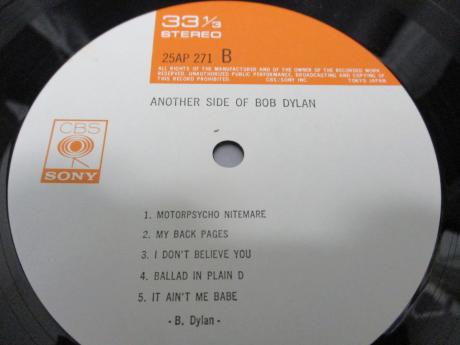 33 1/3
STEREO
25AP 271 B
ALL RIGHTS OF THE MANUFACTURER AND OF THE OWNER OF THE RECORDED WORK
RESERVED. UNAUTHORIZED PUBLIC PERFORMANCE, BROADCASTING AND COPYING OF
THIS RECORD PROHIBITED. CBS/SONY INC. TOKYO JAPAN
ANOTHER SIDE OF BOB DYLAN
CBS
SONY
1. MOTORPSYCHO NITEMARE
2. MY BACK PAGES
3. I DON'T BELIEVE YOU
4. BALLAD IN PLAIN D
5. IT AIN'T ME BABE
- B. Dylan -